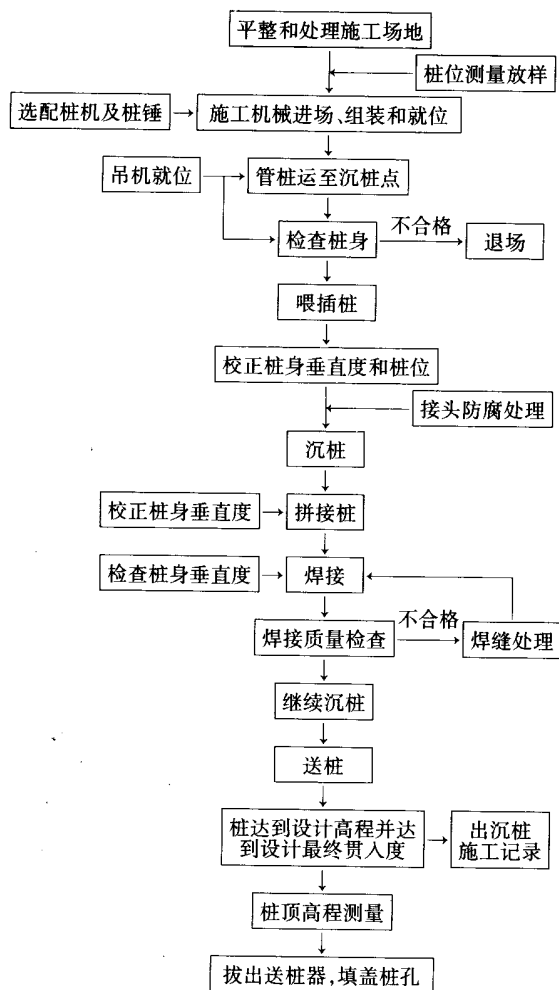 平整和处理施工场地
桩位测量放样
选配桩机及桩锤
施工机械进场、组装和就位
吊机就位
管桩运至沉桩点
检查桩身
不合格
退场
喂插桩
校正桩身垂直度和桩位
接头防腐处理
沉桩
校正桩身垂直度
拼接桩
检查桩身垂直度
焊接
焊接质量检查
不合格
焊缝处理
继续沉桩
送桩
桩达到设计高程并达
到设计最终贯入度
出沉桩
施工记录
桩顶高程测量
拔出送桩器,填盖桩孔